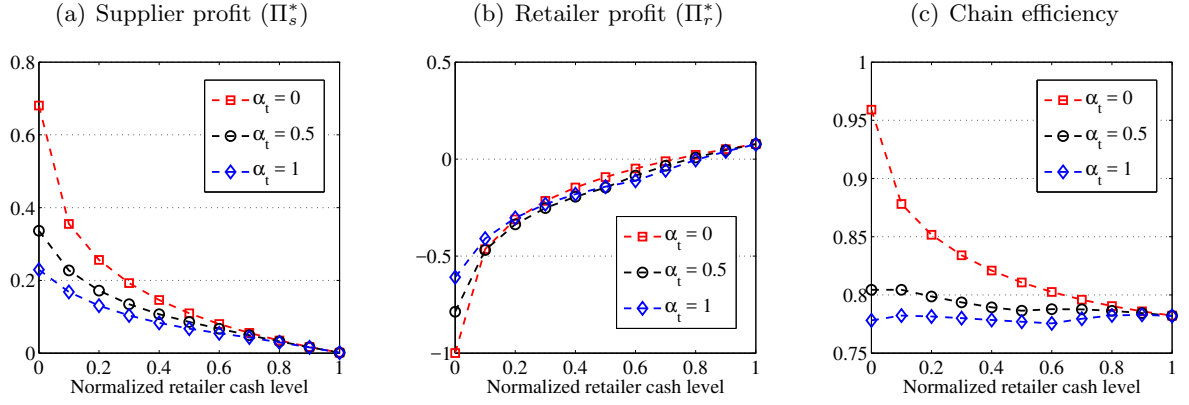 (a) Supplier profit (Π*s)
0.8
0.6
0.4
0.2
0
0 0.2 0.4 0.6 0.8 1
Normalized retailer cash level
αt = 0
αt = 0.5
αt = 1
(b) Retailer profit (Π*r)
0.5
0
−0.5
−1
0 0.2 0.4 0.6 0.8 1
Normalized retailer cash level
αt = 0
αt = 0.5
αt = 1
(c) Chain efficiency
1
0.95
0.9
0.85
0.8
0.75
0 0.2 0.4 0.6 0.8 1
Normalized retailer cash level
αt = 0
αt = 0.5
αt = 1